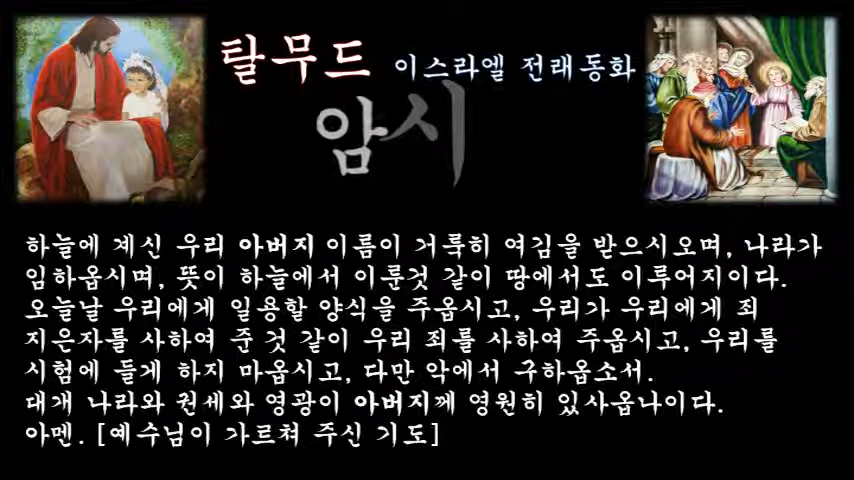 탈무드 이스라엘 전래동화
암시
하늘에 계신 우리 아버지 이름이 거룩히 여김을 받으시오며, 나라가
임하옵시며, 뜻이 하늘에서 이룬것 같이 땅에서도 이루어지이다.
오늘날 우리에게 일용할 양식을 주옵시고, 우리가 우리에게 죄
지은자를 사하여 준 것 같이 우리 죄를 사하여 주옵시고, 우리를
시험에 들게 하지 마옵시고, 다만 악에서 구하옵소서.
대개 나라와 원세와 영광이 아버지께 영원히 있사옵나이다.
아멘. [예수님이 가르쳐 주신 기도]